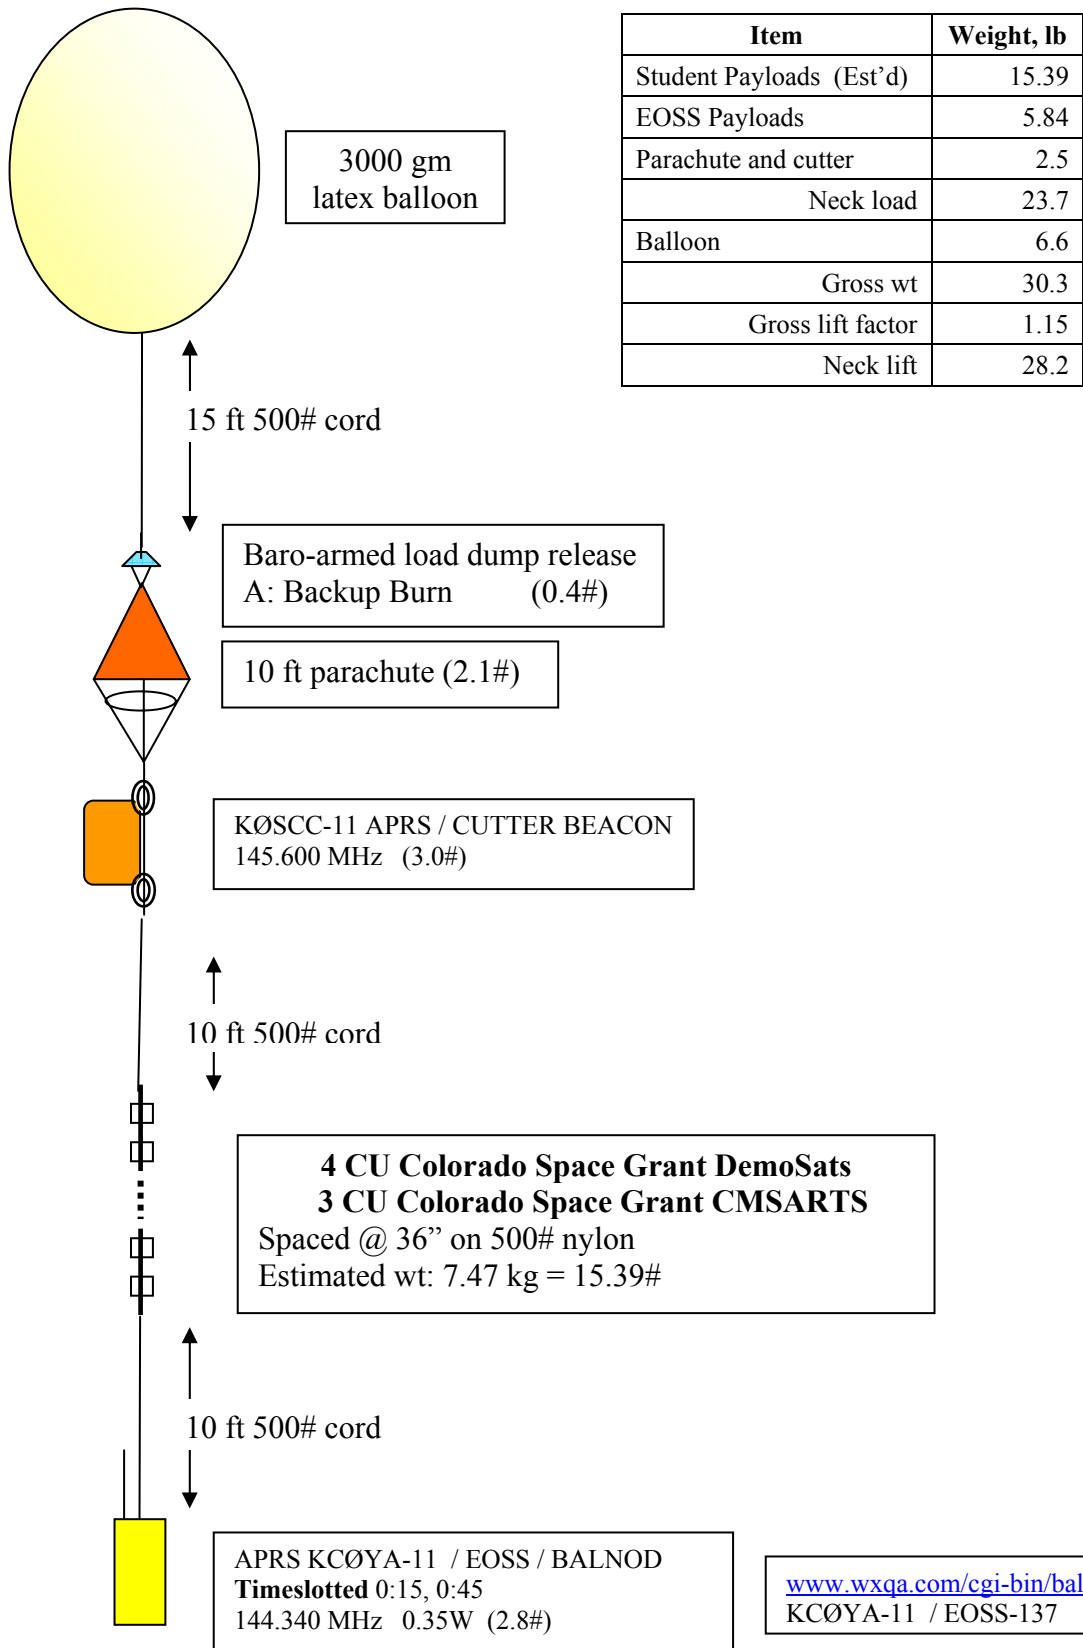 Item Weight, lb
Student Payloads (Est’d) 15.39
EOSS Payloads 5.84
Parachute and cutter 2.5
Neck load 23.7
Balloon 6.6
Gross wt 30.3
Gross lift factor 1.15
Neck lift 28.2
3000 gm
latex balloon
15 ft 500# cord
Baro-armed load dump release
A: Backup Burn (0.4#)
10 ft parachute (2.1#)
KØSCC-11 APRS / CUTTER BEACON
145.600 MHz (3.0#)
10 ft 500# cord
4 CU Colorado Space Grant DemoSats
3 CU Colorado Space Grant CMSARTS
Spaced @ 36” on 500# nylon
Estimated wt: 7.47 kg = 15.39#
10 ft 500# cord
APRS KCØYA-11 / EOSS / BALNOD
Timeslotted 0:15, 0:45
144.340 MHz 0.35W (2.8#)
www.wxqa.com/cgi-bin/bal
KCØYA-11 / EOSS-137